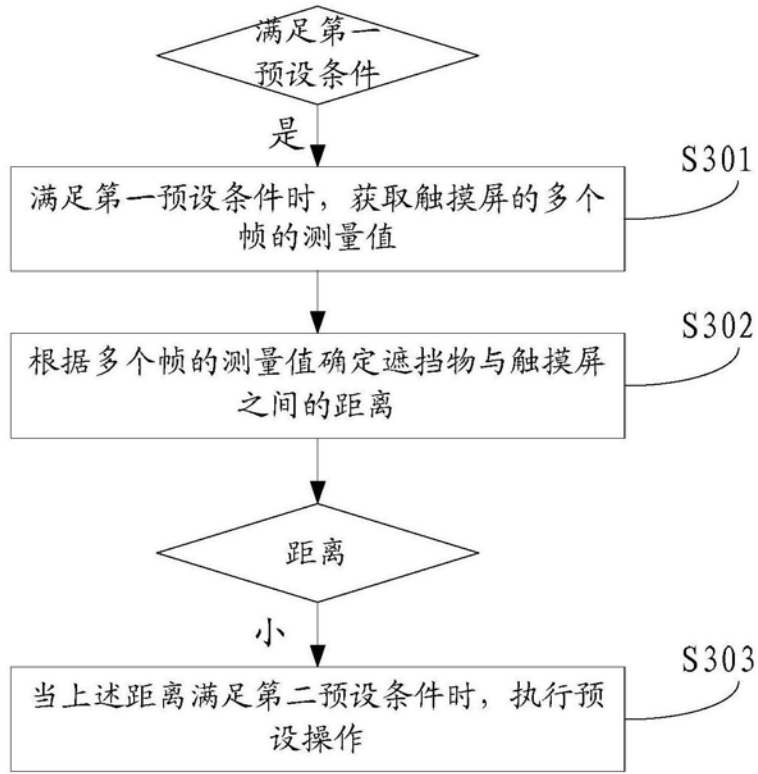 满足第一
预设条件
是
S301
满足第一预设条件时，获取触摸屏的多个
帧的测量值
S302
根据多个帧的测量值确定遮挡物与触摸屏
之间的距离
距离
小
S303
当上述距离满足第二预设条件时，执行预
设操作